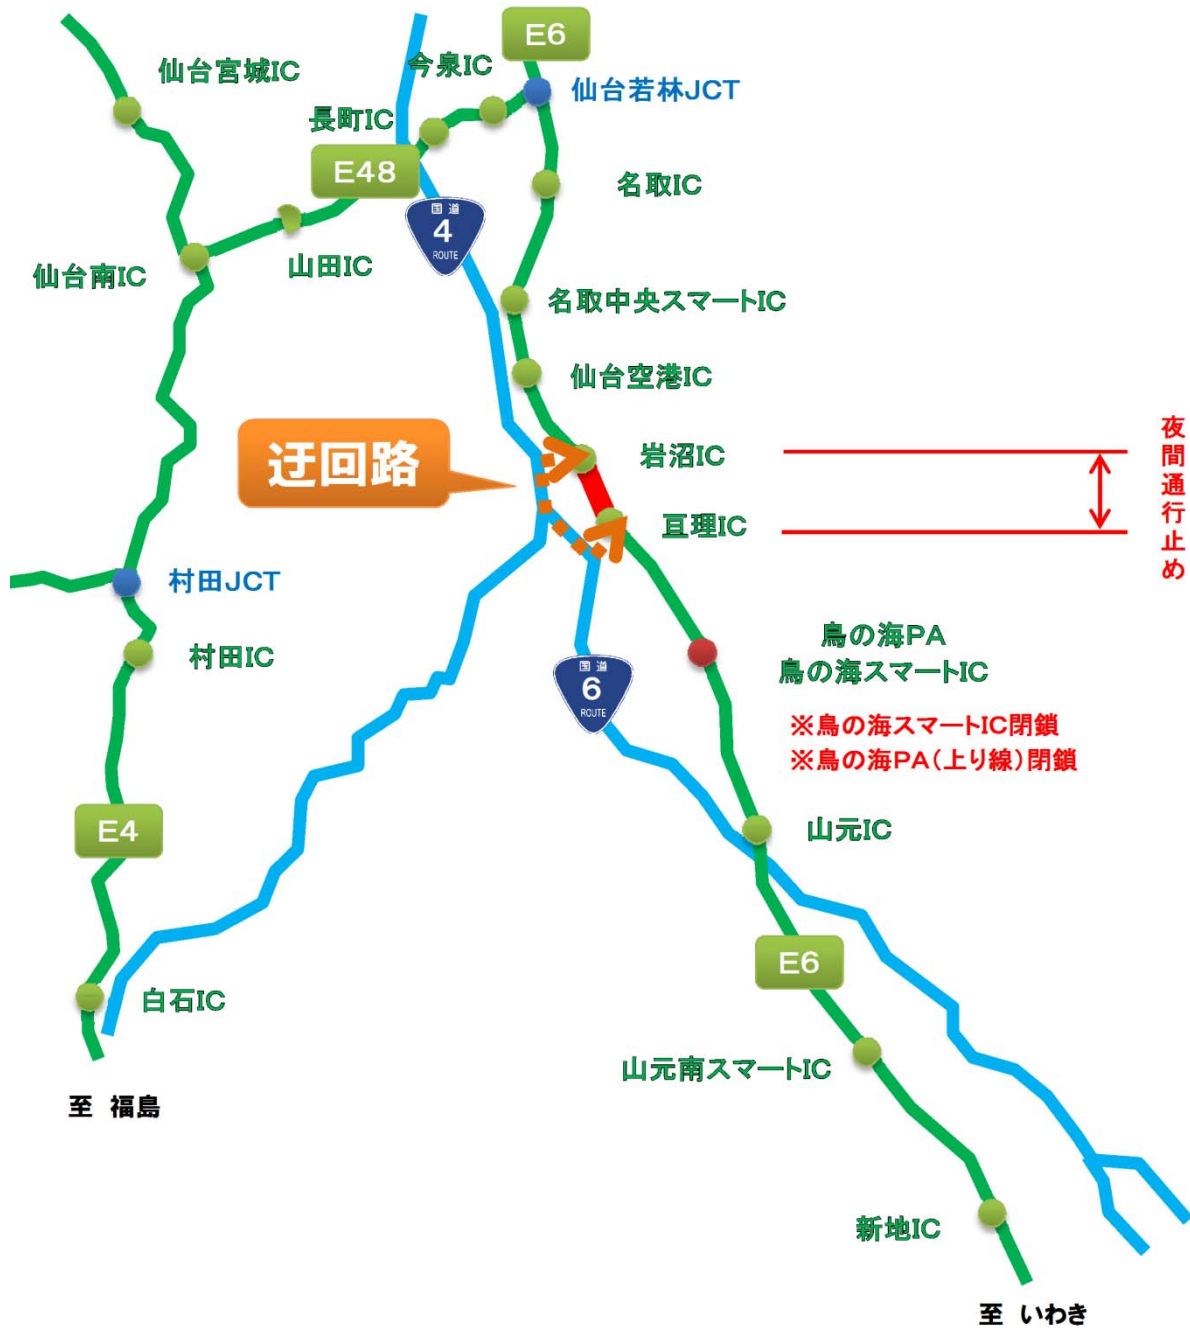 E6
今泉IC
仙台宮城IC
仙台若林JCT
長町IC
E48
名取IC
国道
4
ROUTE
山田IC
仙台南IC
名取中央スマートIC
仙台空港IC
迂回路
岩沼IC
亘理IC
夜間通行止め
村田JCT
村田IC
鳥の海PA
鳥の海スマートIC
国道
6
ROUTE
※鳥の海スマートIC閉鎖
※鳥の海PA(上り線)閉鎖
E4
山元IC
E6
白石IC
山元南スマートIC
至 福島
新地IC
至 いわき